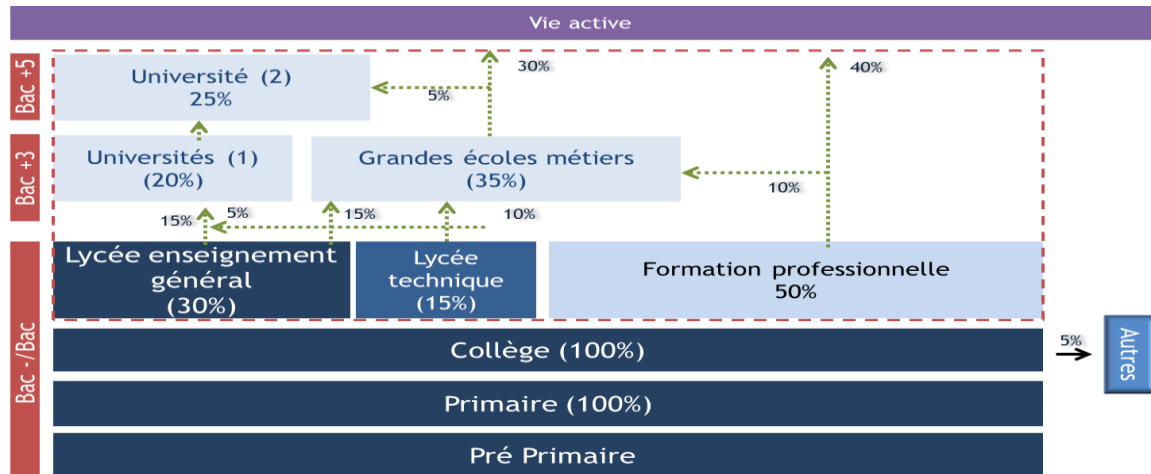 Vie active
Bac +5
Université (2)
25%
5%
30%
40%
Bac +3
Universités (1)
(20%)
Grandes écoles métiers
(35%)
10%
15%
5%
15%
10%
Bac -/Bac
Lycée enseignement
général
(30%)
Lycée
technique
(15%)
Formation professionnelle
50%
Collège (100%)
5%
Autres
Primaire (100%)
Pré Primaire